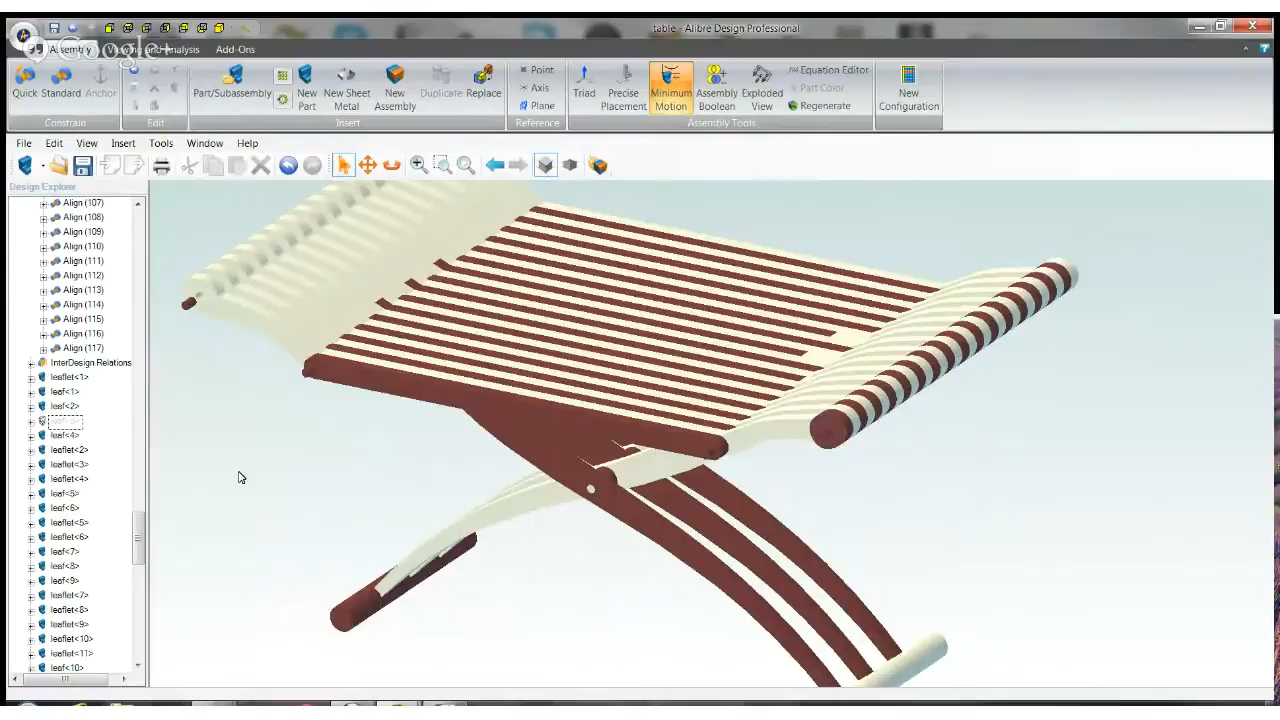 table - Alibre Design Professional
Google+
Assembly
Viewing and Analysis
Add-Ons
Quick
Standard
Anchor
Part/Subassembly
New Part
New Sheet Metal
New Assembly
Duplicate
Replace
Point
Axis
Plane
Triad
Precise Placement
Minimum Motion
Assembly Boolean
Exploded View
Equation Editor
Part Color
Regenerate
New Configuration
Constrain
Edit
Insert
Reference
Assembly Tools
File
Edit
View
Insert
Tools
Window
Help
Design Explorer
Align (107)
Align (108)
Align (109)
Align (110)
Align (111)
Align (112)
Align (113)
Align (114)
Align (115)
Align (116)
Align (117)
InterDesign Relations
leaflet<1>
leaf<1>
leaf<2>
leaf<4>
leaflet<2>
leaflet<3>
leaflet<4>
leaf<5>
leaf<6>
leaflet<5>
leaflet<6>
leaf<7>
leaf<8>
leaf<9>
leaflet<7>
leaflet<8>
leaflet<9>
leaflet<10>
leaflet<11>
leaf<10>